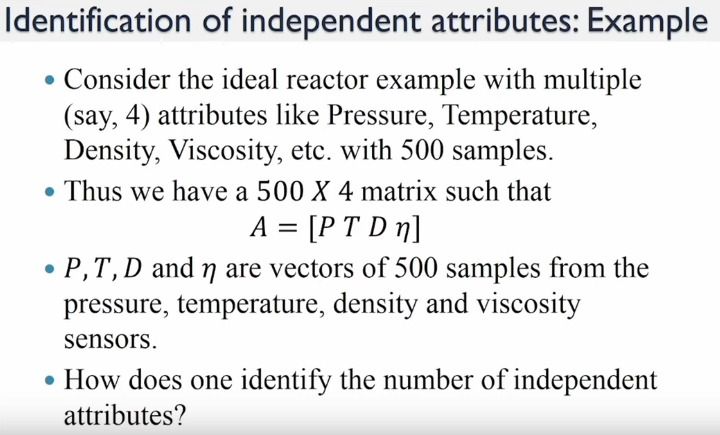 Identification of independent attributes: Example
• Consider the ideal reactor example with multiple
(say, 4) attributes like Pressure, Temperature,
Density, Viscosity, etc. with 500 samples.
• Thus we have a 500 X 4 matrix such that
A = [P T D η]
• P, T, D and η are vectors of 500 samples from the
pressure, temperature, density and viscosity
sensors.
• How does one identify the number of independent
attributes?